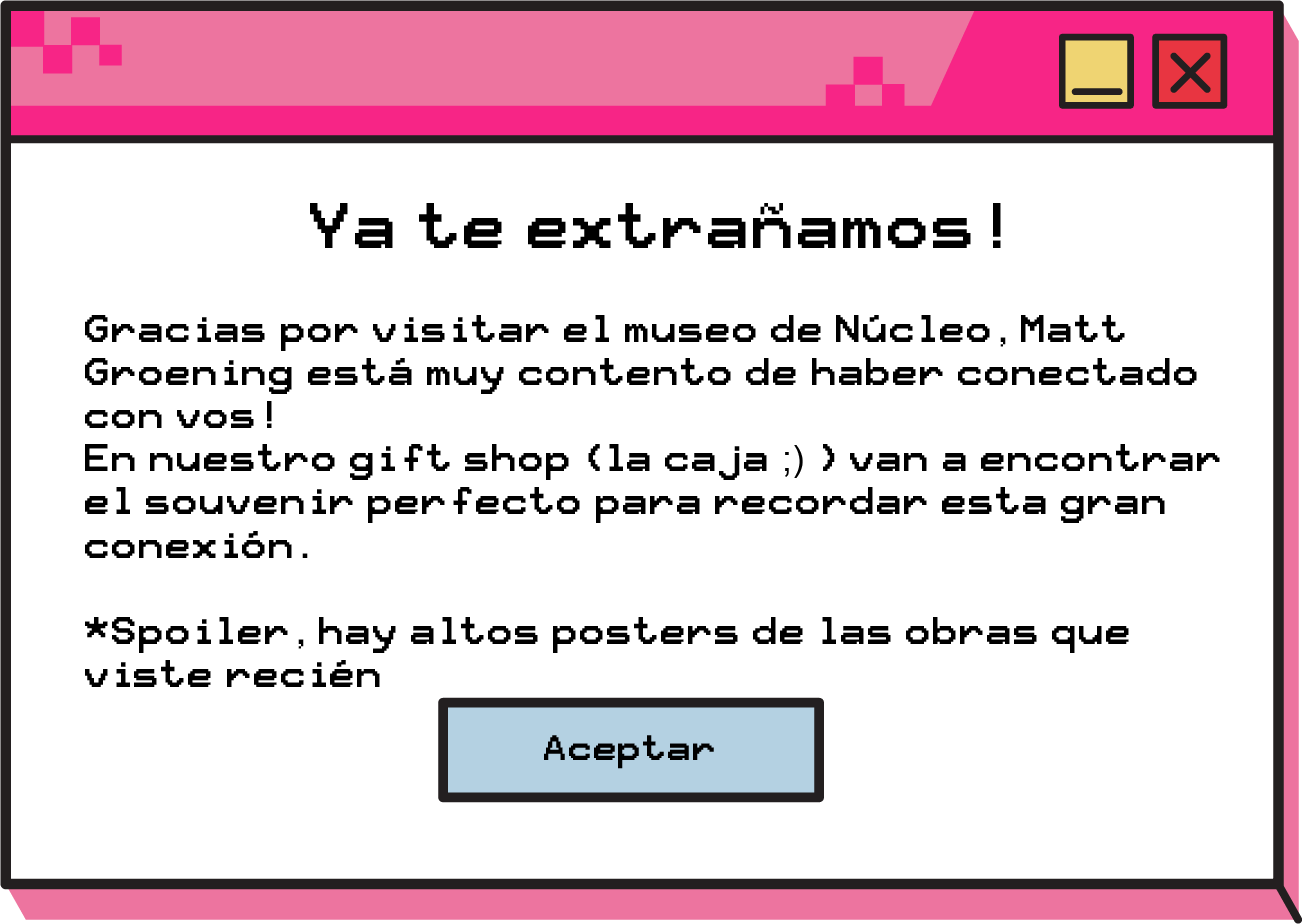 Ya te extrañamos!
Gracias por visitar el museo de Núcleo, Matt
Groening está muy contento de haber conectado
con vos!
En nuestro gift shop (la caja ;) ) van a encontrar
el souvenir perfecto para recordar esta gran
conexión.
*Spoiler, hay altos posters de las obras que
viste recién
Aceptar